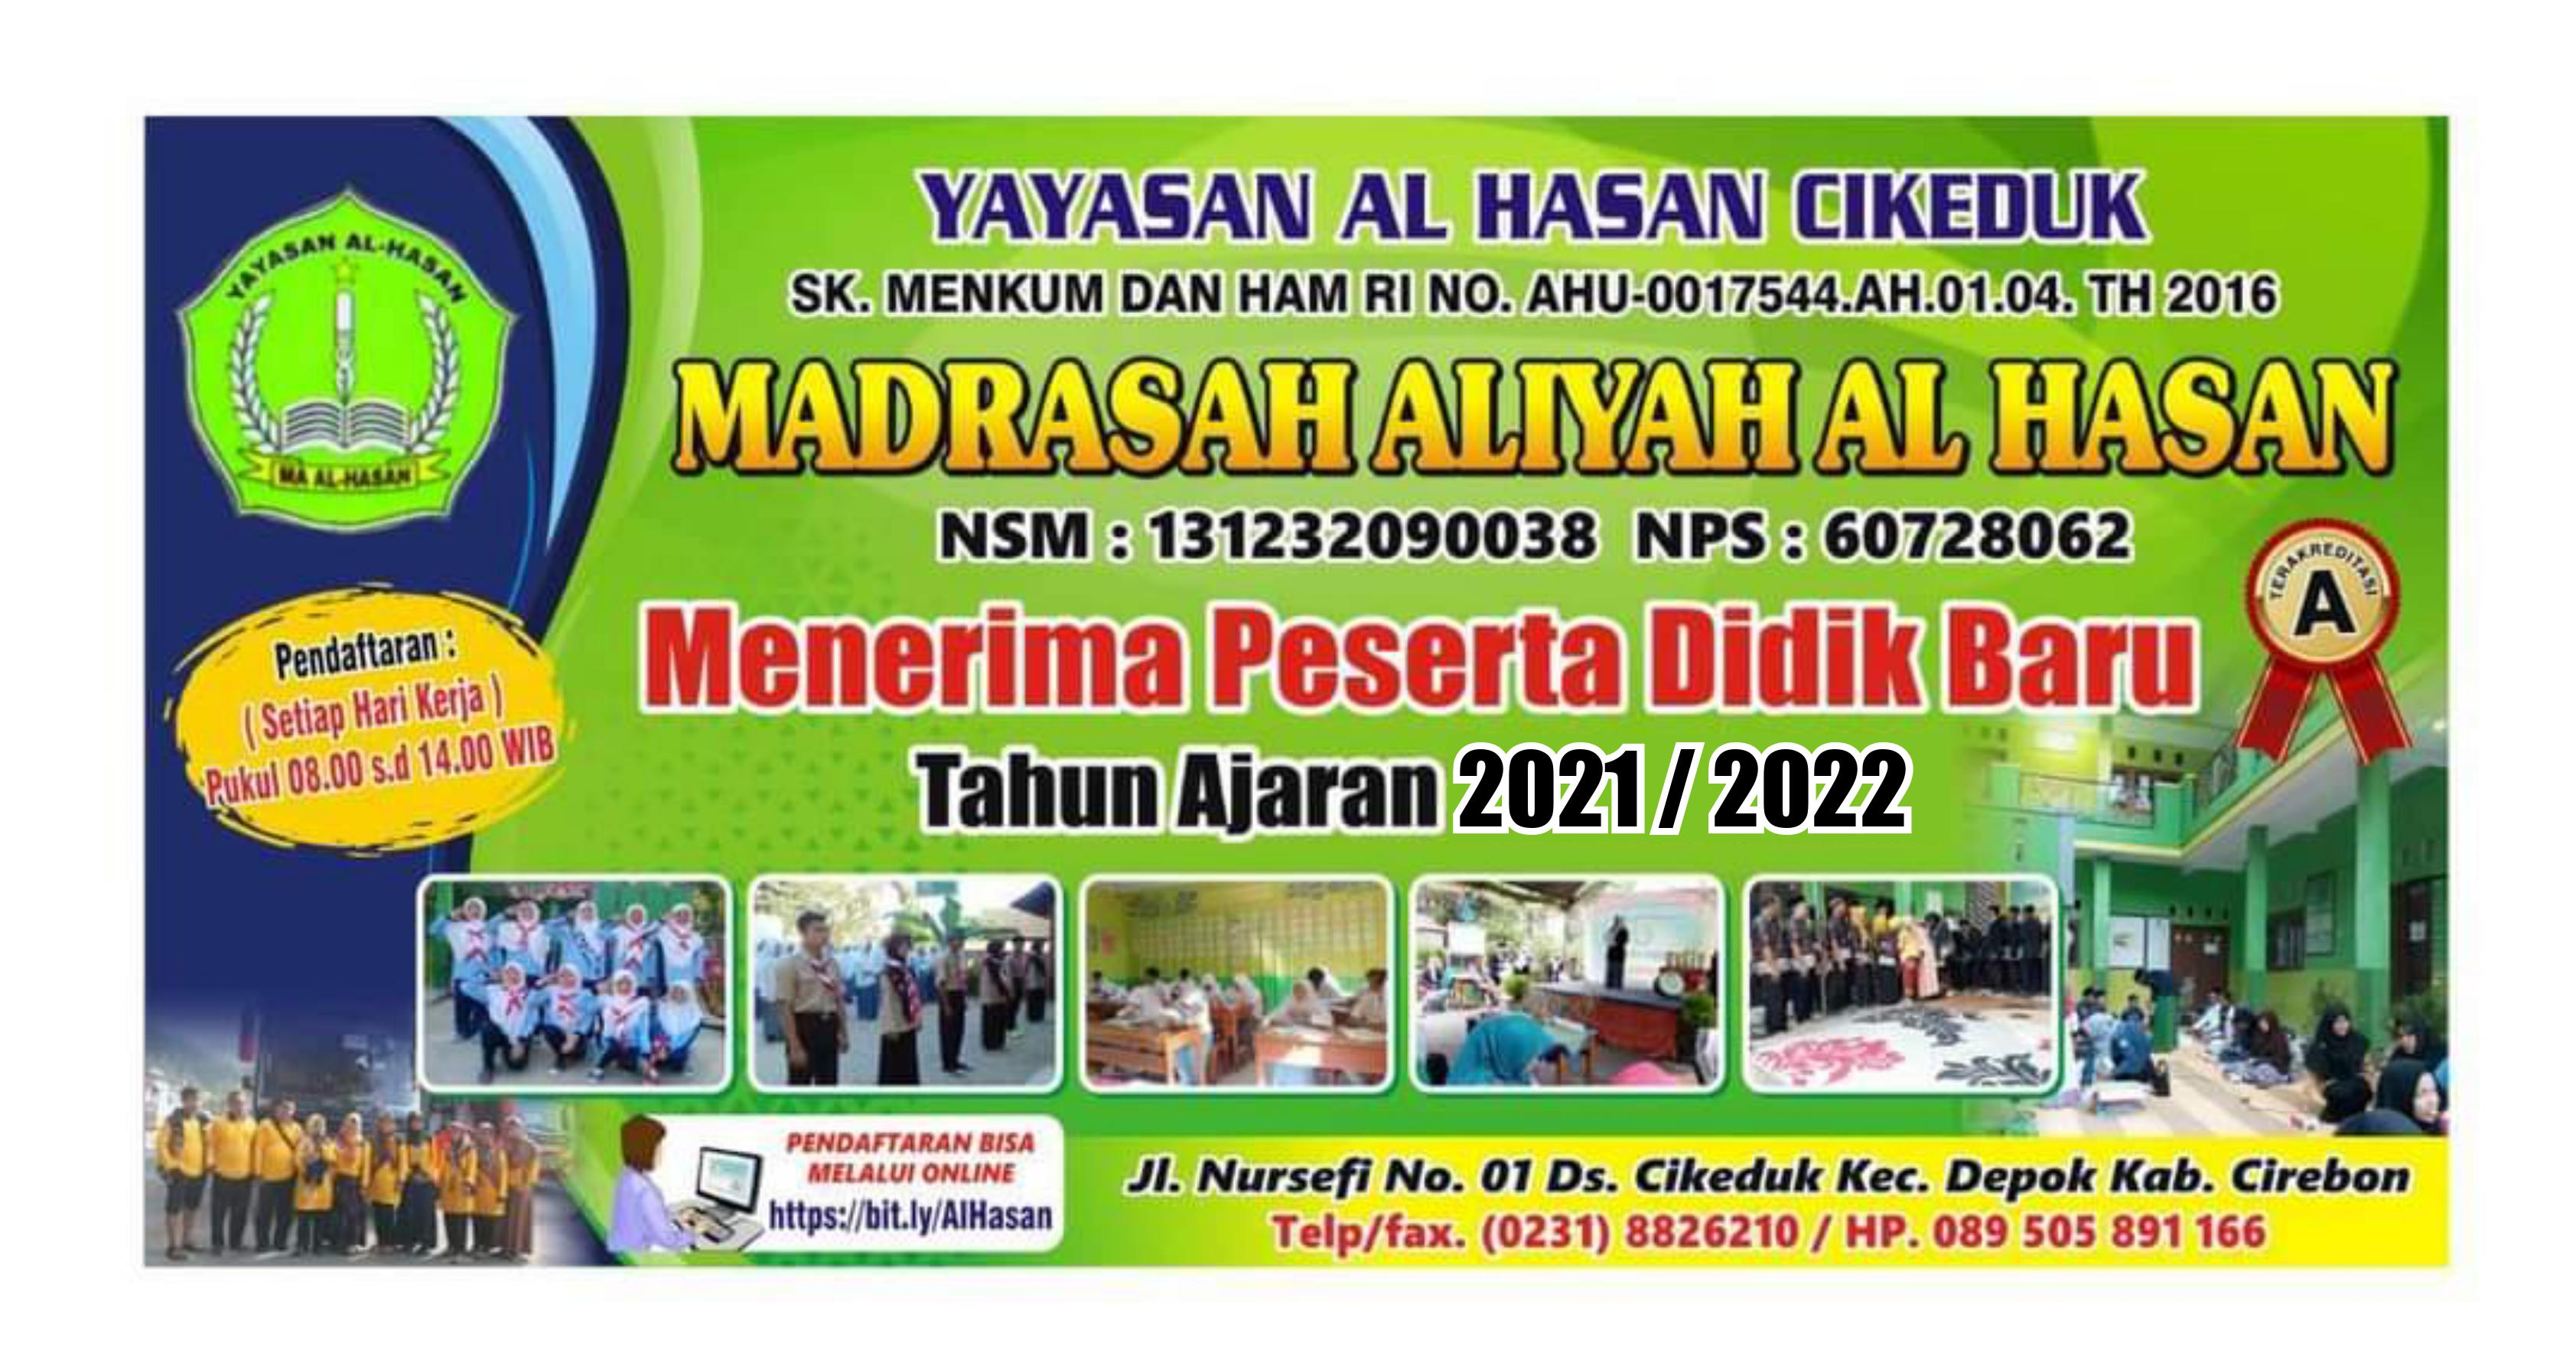 YAYASAN AL-HASAN
MA AL-HASAN
YAYASAN AL HASAN CIKEDUK
SK. MENKUM DAN HAM RI NO. AHU-0017544.AH.01.04. TH 2016
MADRASAH ALIYAH AL HASAN
NSM : 131232090038 NPS : 60728062
TERAKREDITASI
A
Menerima Peserta Didik Baru
Tahun Ajaran 2021 / 2022
Pendaftaran :
( Setiap Hari Kerja )
Pukul 08.00 s.d 14.00 WIB
PENDAFTARAN BISA
MELALUI ONLINE
https://bit.ly/AlHasan
Jl. Nursefi No. 01 Ds. Cikeduk Kec. Depok Kab. Cirebon
Telp/fax. (0231) 8826210 / HP. 089 505 891 166